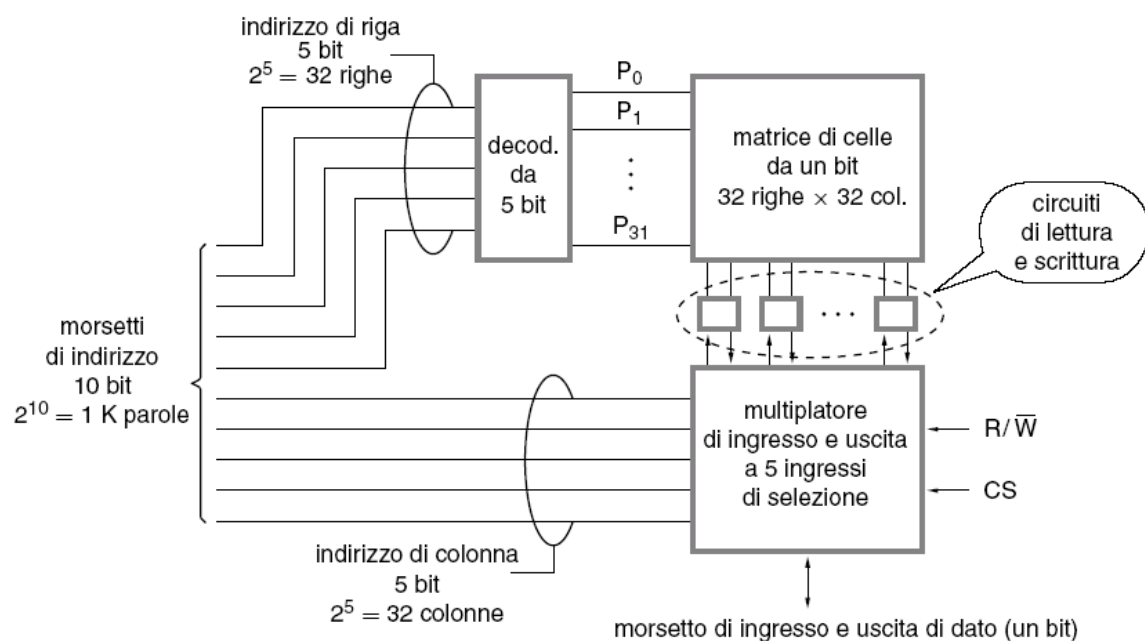 indirizzo di riga
5 bit
2⁵ = 32 righe
decod.
da
5 bit
P₀
P₁
⋮
P₃₁
matrice di celle
da un bit
32 righe × 32 col.
circuiti
di lettura
e scrittura
· · ·
morsetti
di indirizzo
10 bit
2¹⁰ = 1 K parole
multiplatore
di ingresso e uscita
a 5 ingressi
di selezione
R/W̅
CS
indirizzo di colonna
5 bit
2⁵ = 32 colonne
morsetto di ingresso e uscita di dato (un bit)